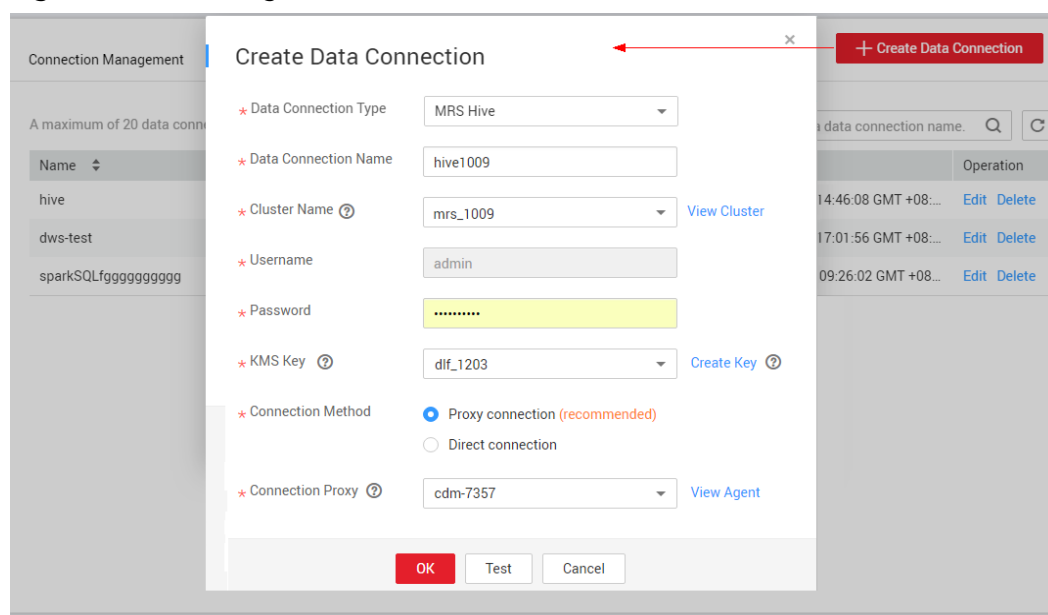 Connection Management
Create Data Connection
×
+ Create Data Connection
A maximum of 20 data conn
data connection name.
Name
Operation
hive
14:46:08 GMT +08:...
Edit Delete
dws-test
17:01:56 GMT +08:...
Edit Delete
sparkSQLfgggggggggg
09:26:02 GMT +08...
Edit Delete
* Data Connection Type
MRS Hive
* Data Connection Name
hive1009
* Cluster Name ?
mrs_1009
View Cluster
* Username
admin
* Password
••••••••••
* KMS Key ?
dlf_1203
Create Key ?
* Connection Method
Proxy connection (recommended)
Direct connection
* Connection Proxy ?
cdm-7357
View Agent
OK
Test
Cancel